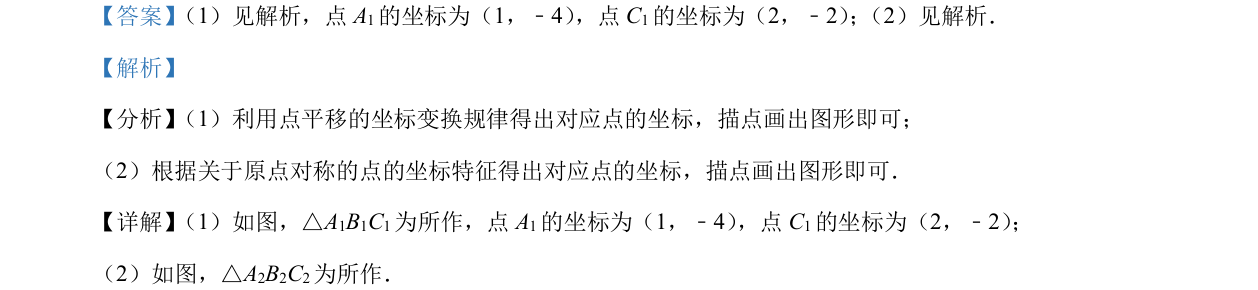 【答案】（1）见解析，点 A₁的坐标为（1，﹣4），点 C₁的坐标为（2，﹣2）；（2）见解析．
【解析】
【分析】（1）利用点平移的坐标变换规律得出对应点的坐标，描点画出图形即可；
（2）根据关于原点对称的点的坐标特征得出对应点的坐标，描点画出图形即可．
【详解】（1）如图，△A₁B₁C₁为所作，点 A₁的坐标为（1，﹣4），点 C₁的坐标为（2，﹣2）；
（2）如图，△A₂B₂C₂为所作．